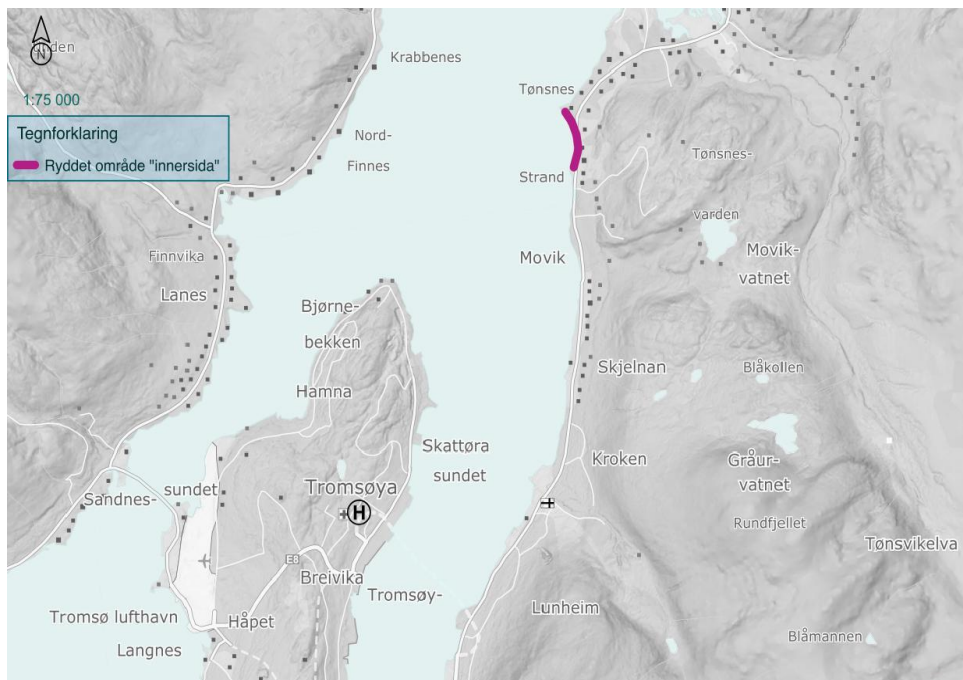 unden
N
1:75 000
Tegnforklaring
Ryddet område "innersida"
Krabbenes
Nord-
Finnes
Tønsnes
Tønsnes-
varden
Strand
Movik
Movik-
vatnet
Finnvika
Lanes
Bjørne-
bekken
Hamna
Skjelnan
Blåkollen
Skattøra
sundet
Kroken
Gråur-
vatnet
Rundfjellet
Tønsvikelva
Sandnes-
sundet
Tromsøya
H
E8
Breivika
Tromsøy-
Lunheim
Blåmannen
Tromsø lufthavn
Håpet
Langnes